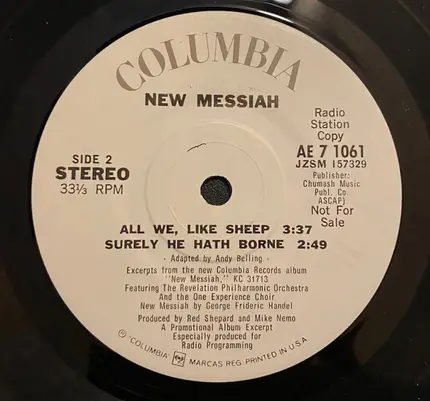 COLUMBIA
NEW MESSIAH
Radio
Station
Copy
SIDE 2
STEREO
33⅓ RPM
AE 7 1061
JZSM 157329
Publisher:
Chumash Music
Publ. Co.
ASCAP)
Not For
Sale
ALL WE, LIKE SHEEP 3:37
SURELY HE HATH BORNE 2:49
- Adapted by Andy Belling -
Excerpts from the new Columbia Records album
"New Messiah," KC 31713
Featuring The Revelation Philharmonic Orchestra
And the One Experience Choir
New Messiah by George Frideric Handel
Produced by Red Shepard and Mike Nemo
A Promotional Album Excerpt
Especially produced for
Radio Programming
℗ "COLUMBIA" MARCAS REG. PRINTED IN U.S.A.